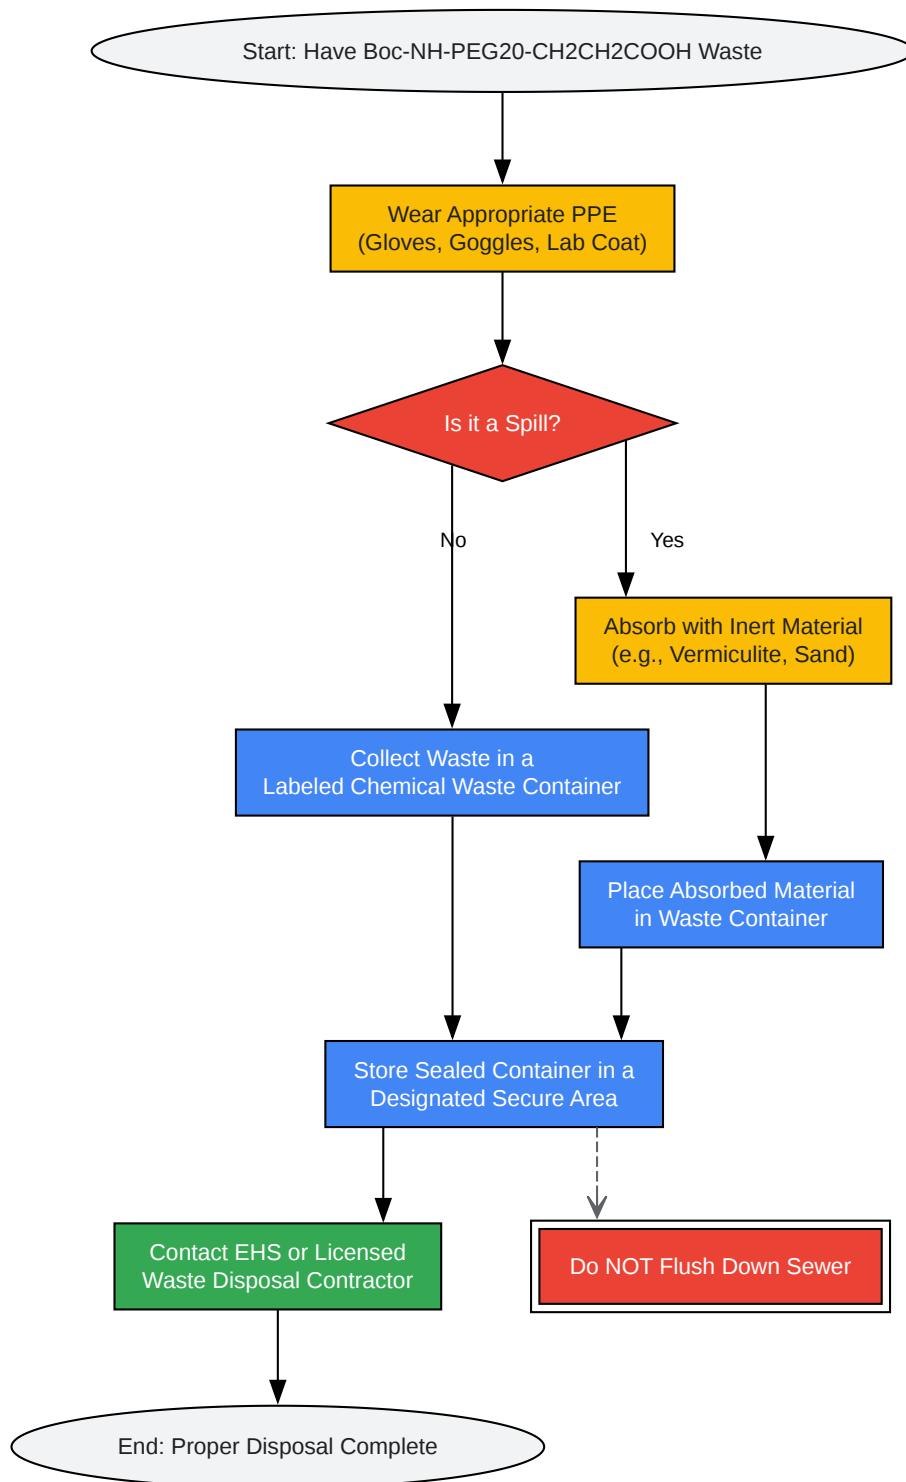 Start: Have Boc-NH-PEG20-CH2CH2COOH Waste
Wear Appropriate PPE
(Gloves, Goggles, Lab Coat)
Is it a Spill?
No
Yes
Absorb with Inert Material
(e.g., Vermiculite, Sand)
Collect Waste in a
Labeled Chemical Waste Container
Place Absorbed Material
in Waste Container
Store Sealed Container in a
Designated Secure Area
Contact EHS or Licensed
Waste Disposal Contractor
Do NOT Flush Down Sewer
End: Proper Disposal Complete